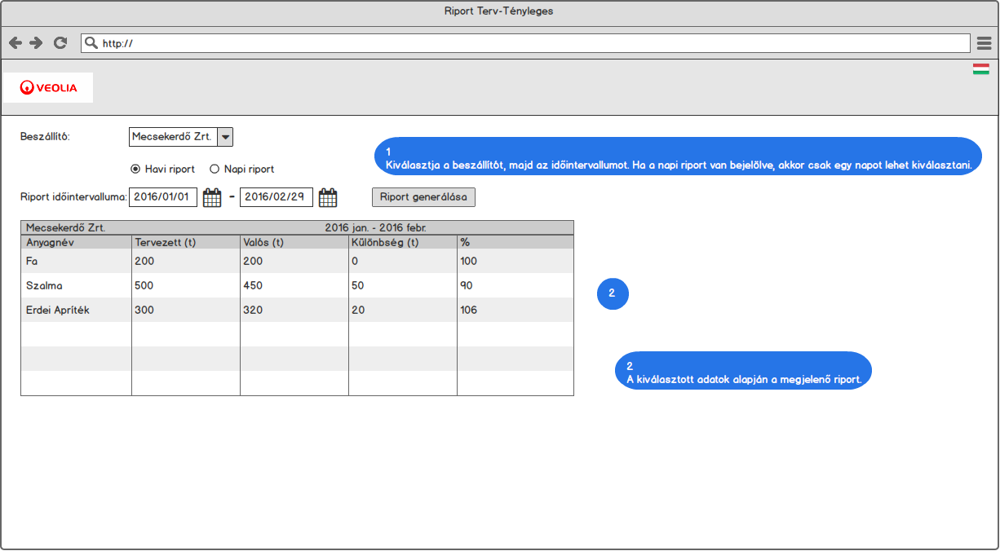 Riport Terv-Tényleges
http://
VEOLIA
Beszállító: Mecsekerdő Zrt.
1
Kiválasztja a beszállítót, majd az időintervallumot. Ha a napi riport van bejelölve, akkor csak egy napot lehet kiválasztani.
Havi riport Napi riport
Riport időintervalluma: 2016/01/01 - 2016/02/29 Riport generálása
Mecsekerdő Zrt. 2016 jan. - 2016 febr.
Anyagnév Tervezett (t) Valós (t) Különbség (t) %
Fa 200 200 0 100
Szalma 500 450 50 90
Erdei Apríték 300 320 20 106
2
2
A kiválasztott adatok alapján a megjelenő riport.